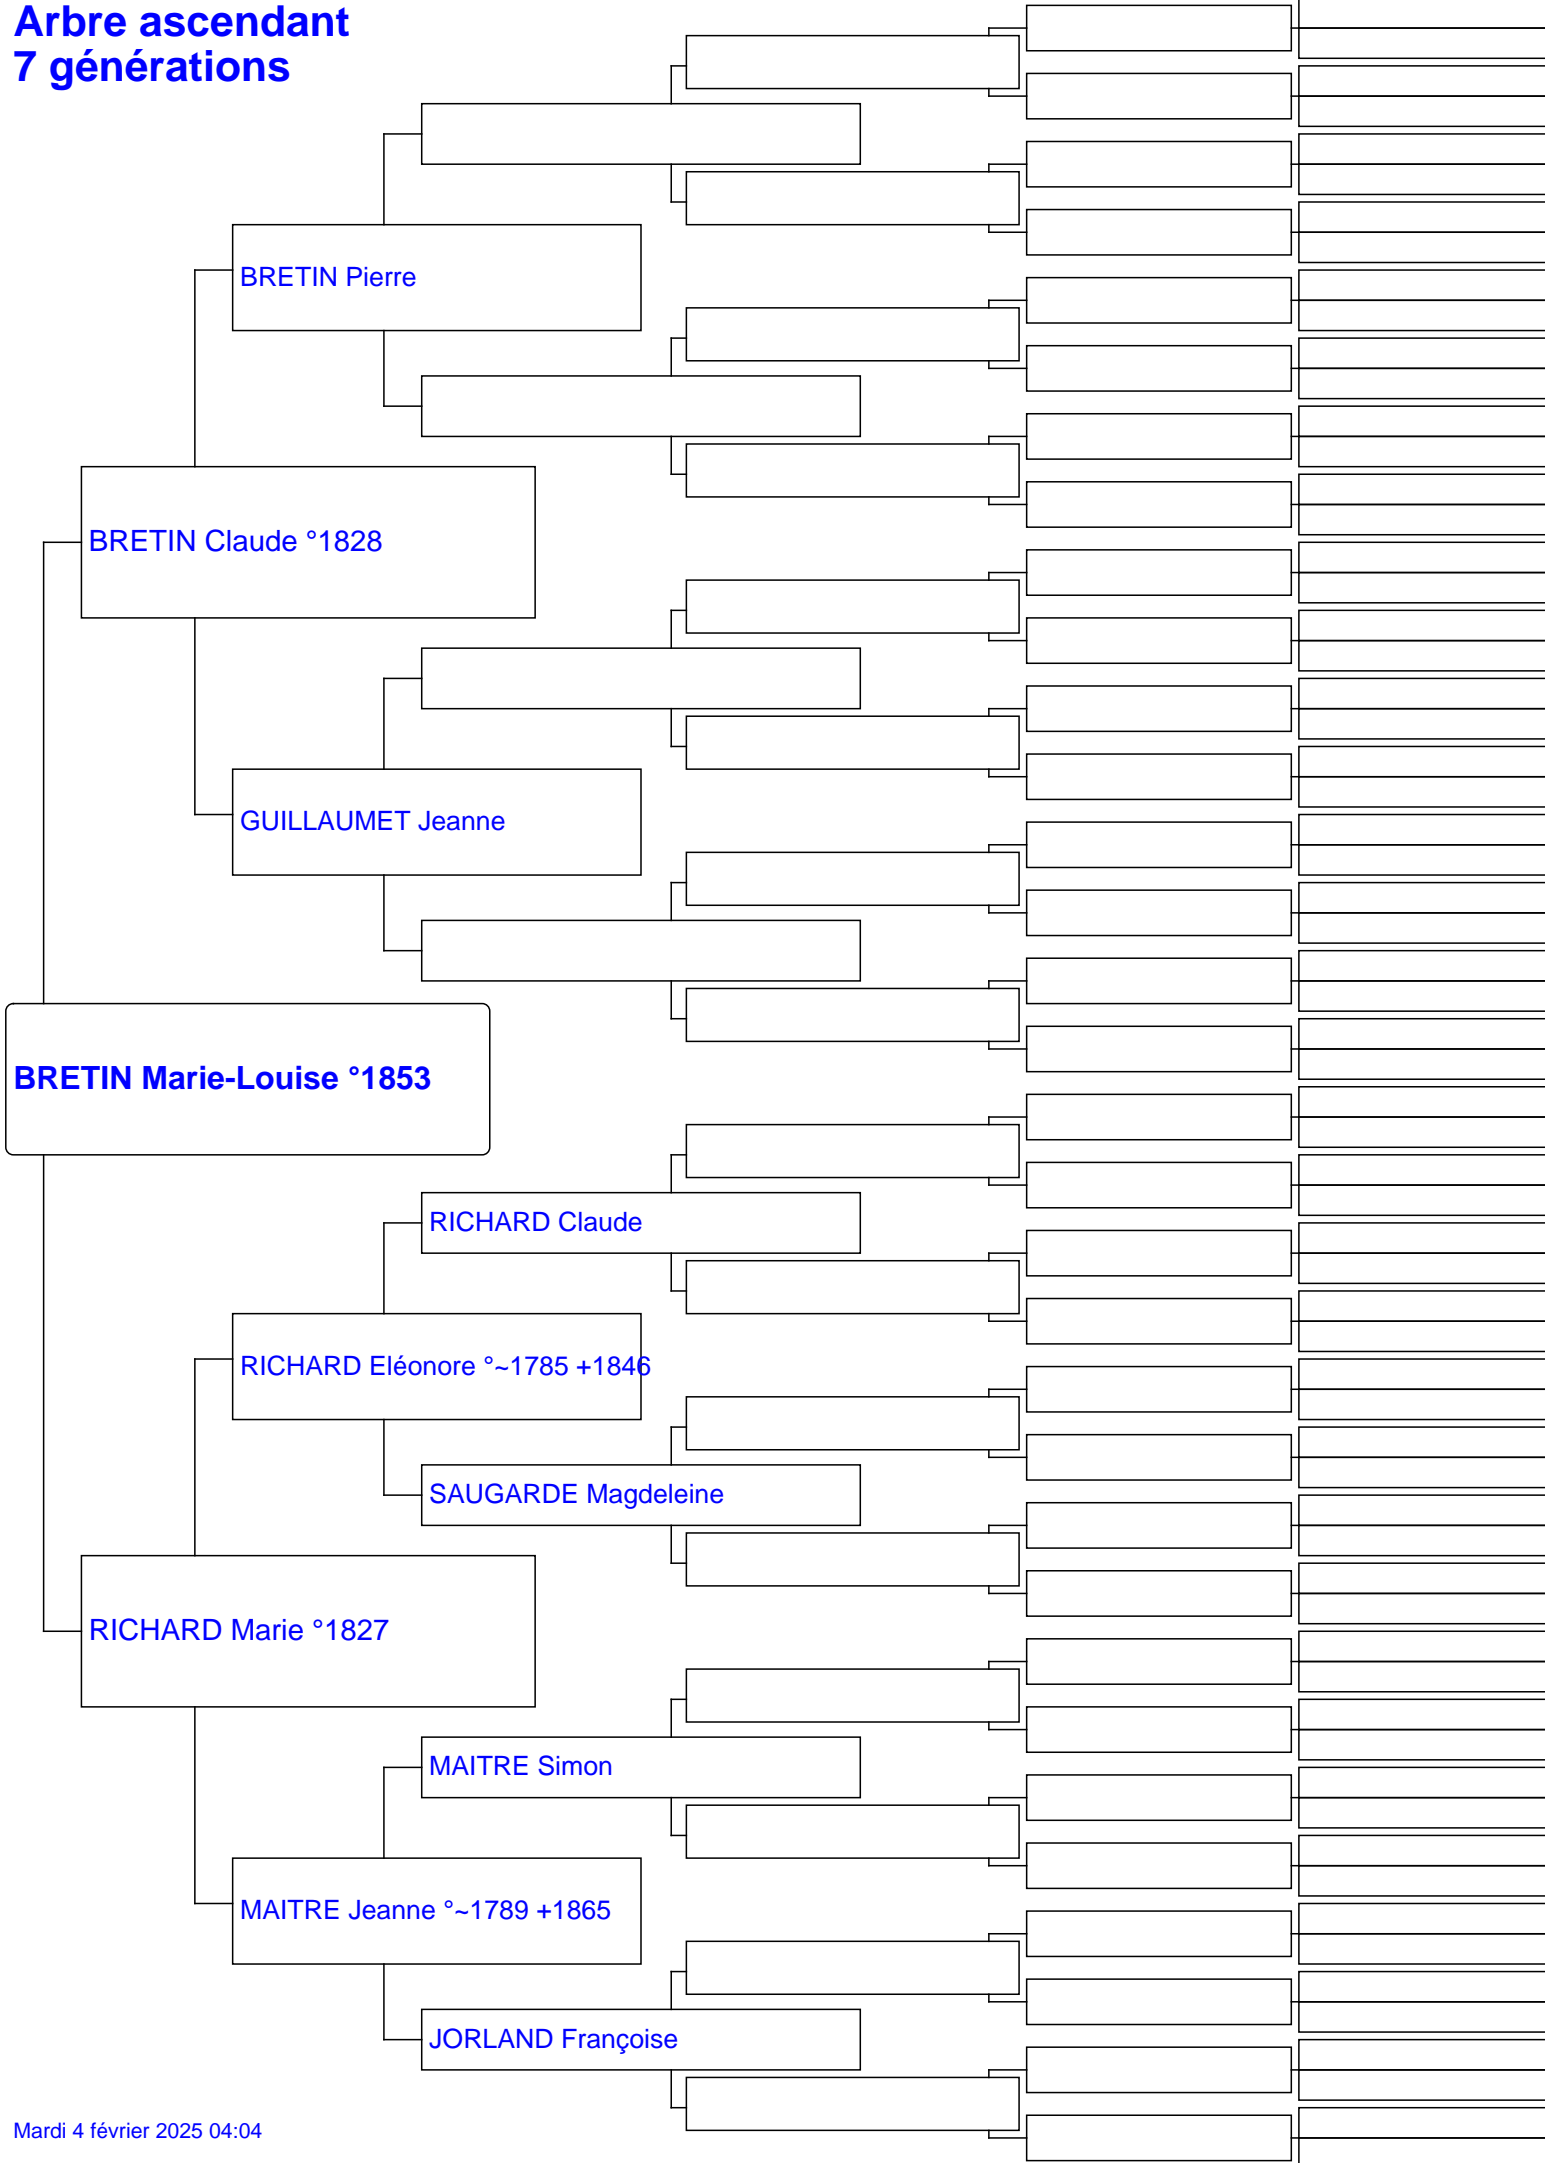 Arbre ascendant
7 générations
BRETIN Pierre
BRETIN Claude °1828
GUILLAUMET Jeanne
BRETIN Marie-Louise °1853
RICHARD Claude
RICHARD Eléonore °~1785 +1846
SAUGARDE Magdeleine
RICHARD Marie °1827
MAITRE Simon
MAITRE Jeanne °~1789 +1865
JORLAND Françoise
Mardi 4 février 2025 04:04